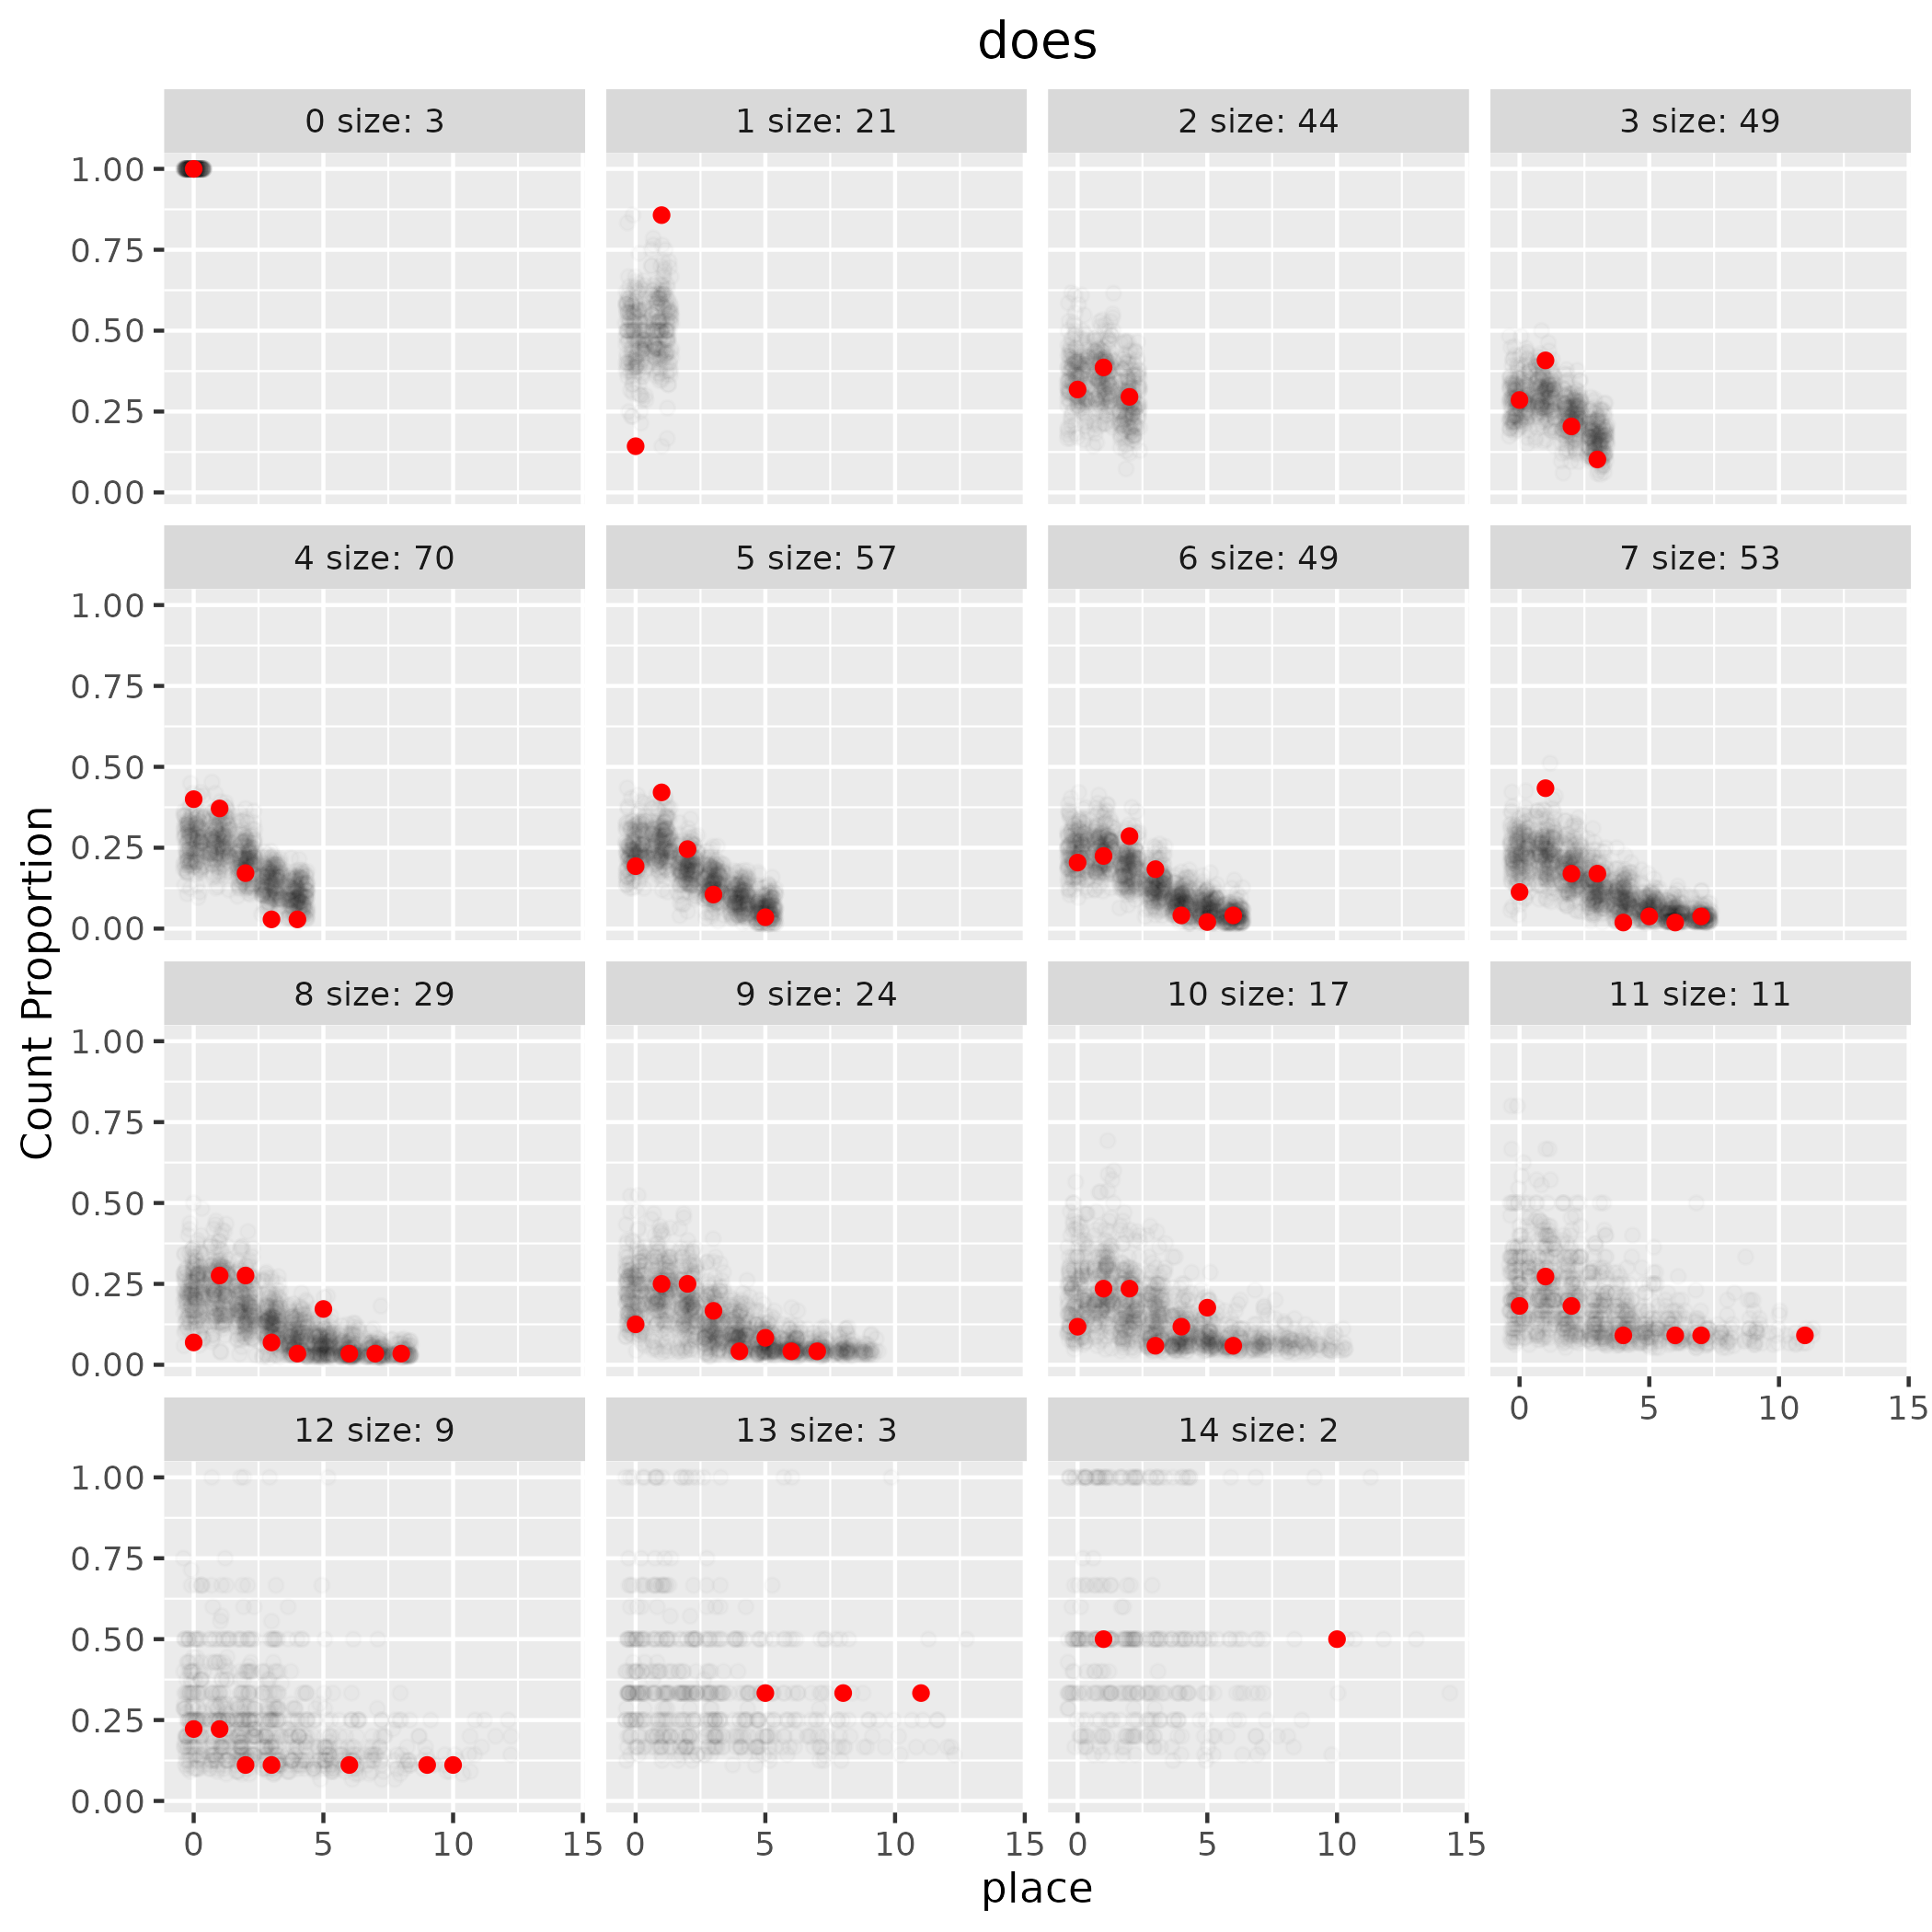 does
0 size: 3
1 size: 21
2 size: 44
3 size: 49
1.00
0.75
0.50
0.25
0.00
4 size: 70
5 size: 57
6 size: 49
7 size: 53
1.00
0.75
0.50
0.25
0.00
Count Proportion
8 size: 29
9 size: 24
10 size: 17
11 size: 11
1.00
0.75
0.50
0.25
0.00
0 5 10 15
12 size: 9
13 size: 3
14 size: 2
1.00
0.75
0.50
0.25
0.00
0 5 10 15
0 5 10 15
0 5 10 15
place